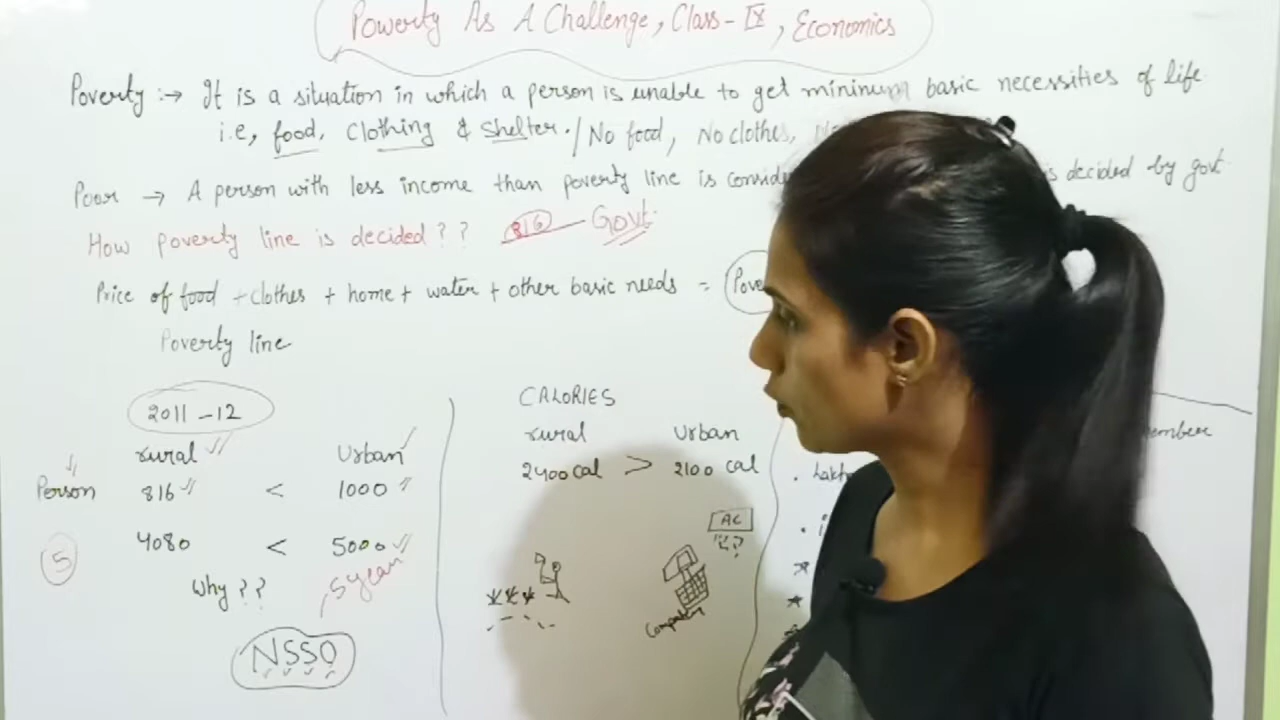 Poverty As A Challenge, Class-IX, Economics
Poverty :→ It is a situation in which a person is unable to get minimum basic necessities of life
i.e, food, clothing & shelter. / No food, No clothes,
Poor → A person with less income than poverty line is is decided by govt.
How poverty line is decided?? 816 Govt.
Price of food + clothes + home + water + other basic needs =
Poverty line
2011-12
rural Urban
Person 816 < 1000
5 4080 < 5000
Why??
5 year
NSSO
CALORIES
rural Urban
2400 cal > 2100 cal
AC
Computer